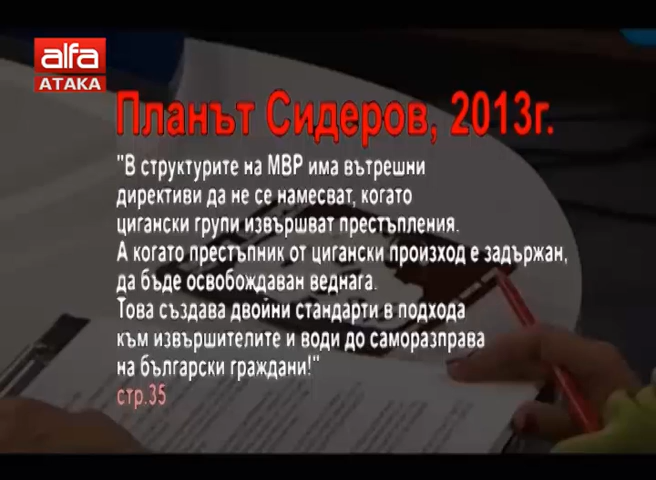 alfa
АТАКА
Планът Сидеров, 2013г.
"В структурите на МВР има вътрешни
директиви да не се намесват, когато
цигански групи извършват престъпления.
А когато престъпник от цигански произход е задържан,
да бъде освобождаван веднага.
Това създава двойни стандарти в подхода
към извършителите и води до саморазправа
на български граждани!"
стр.35